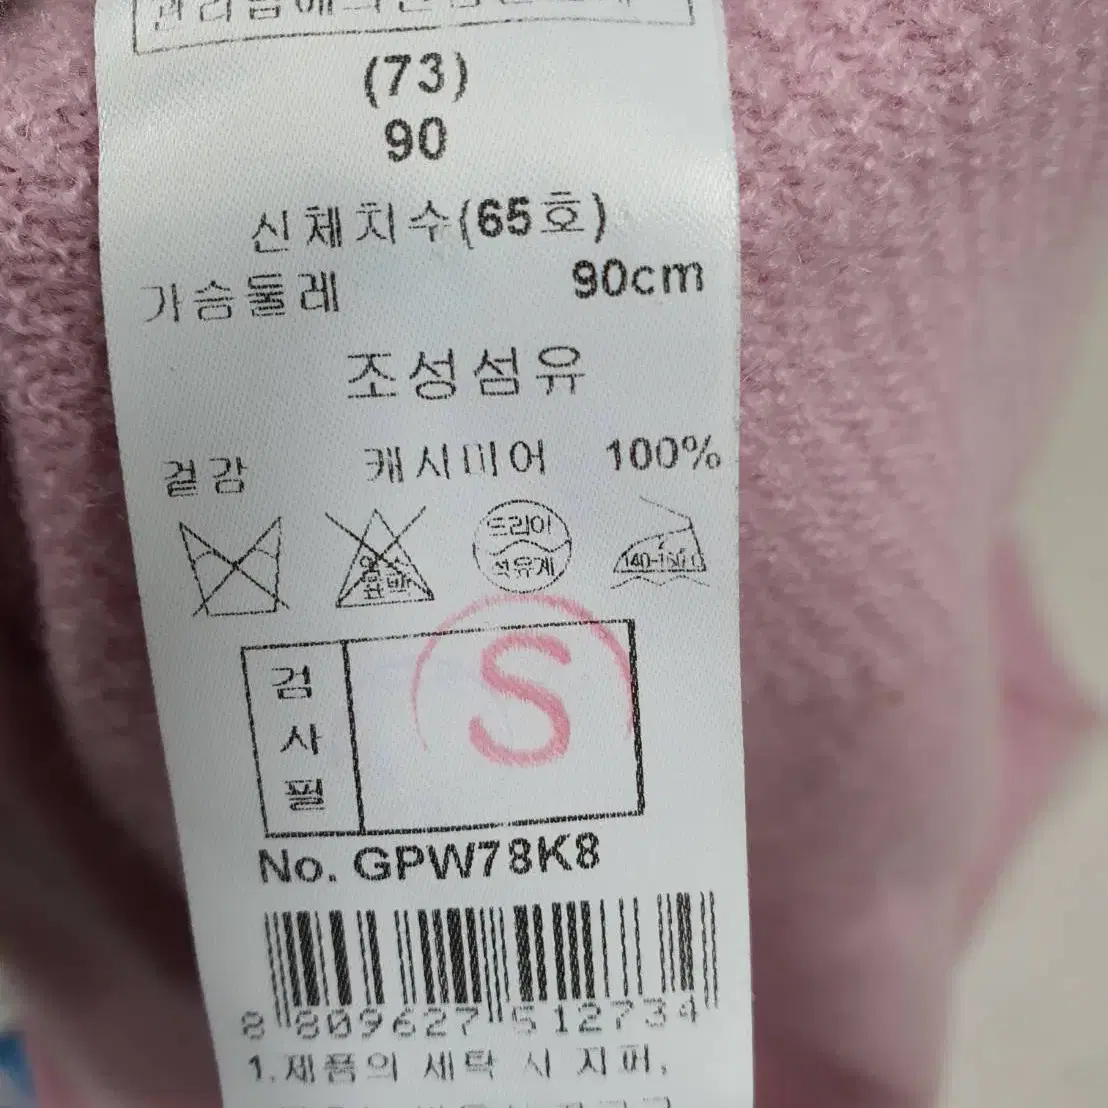 (73)
90
신체치수(65호)
가슴둘레 90cm
조성섬유
겉감 캐시미어 100%
드라이
석유계
140-160℃
검
사
필
S
No. GPW78K8
8 809627 512734
1.제품의 세탁 시 지퍼,